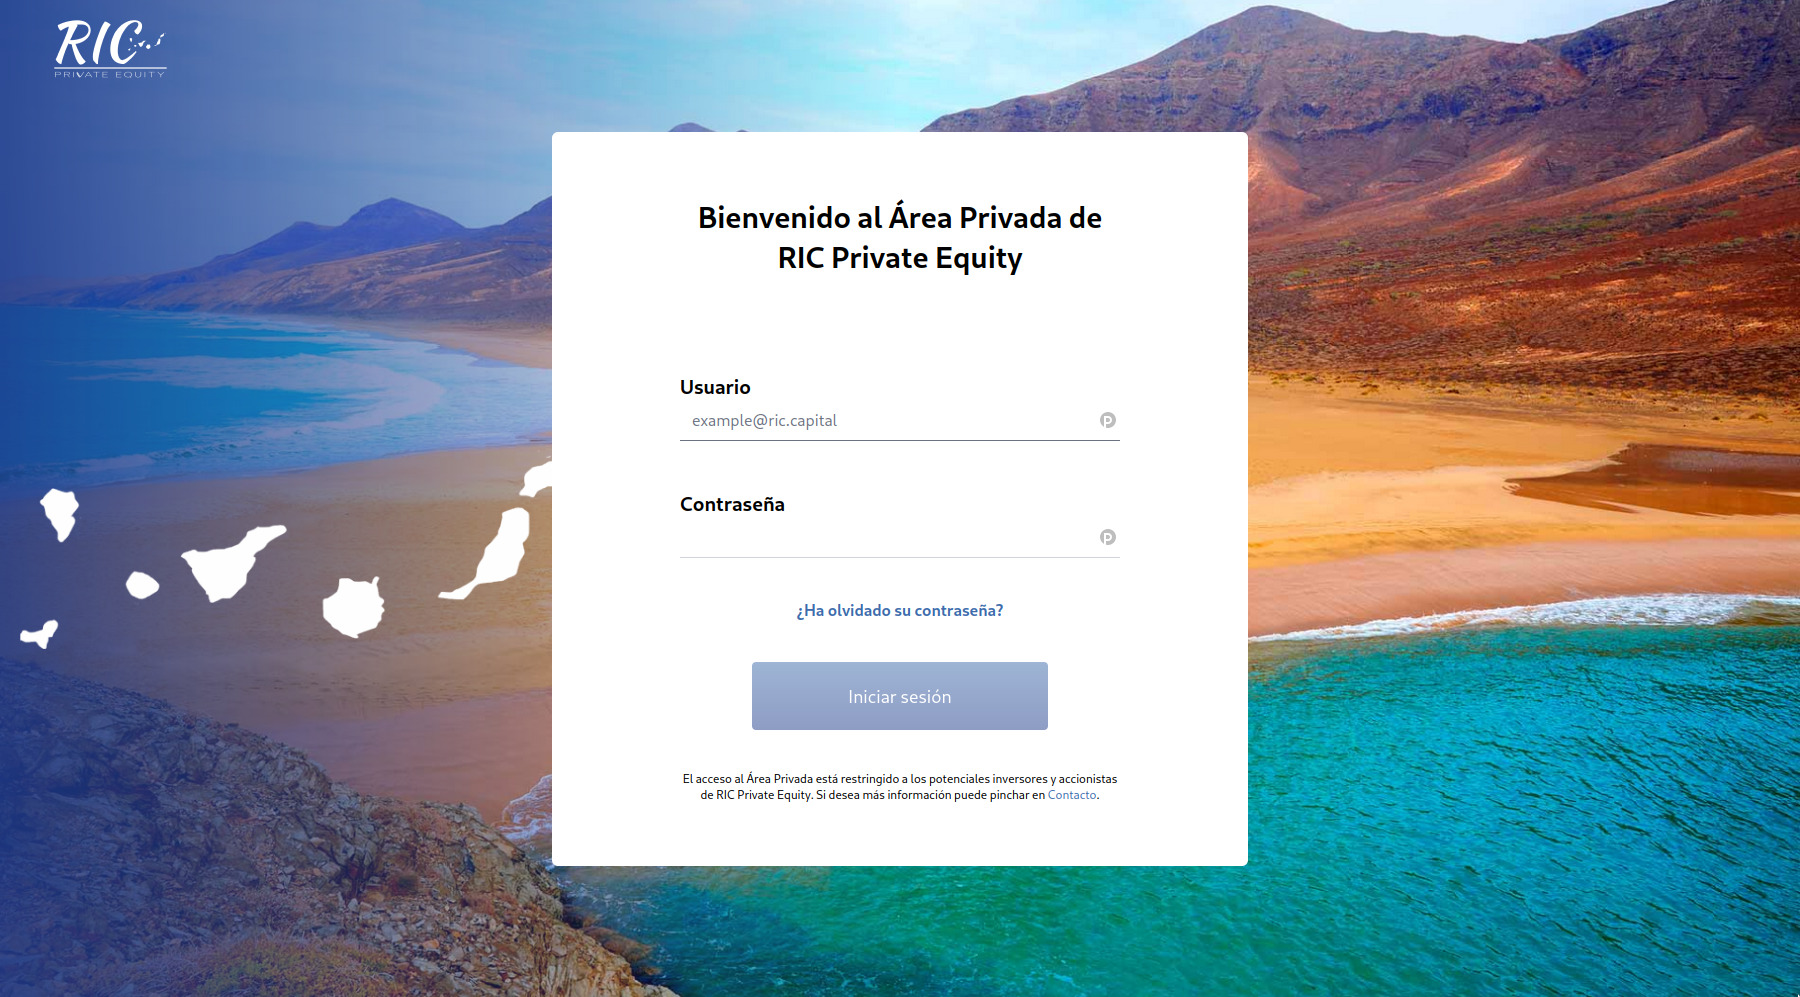 RIC
PRIVATE EQUITY
Bienvenido al Área Privada de
RIC Private Equity
Usuario
example@ric.capital
Contraseña
¿Ha olvidado su contraseña?
Iniciar sesión
El acceso al Área Privada está restringido a los potenciales inversores y accionistas
de RIC Private Equity. Si desea más información puede pinchar en Contacto.